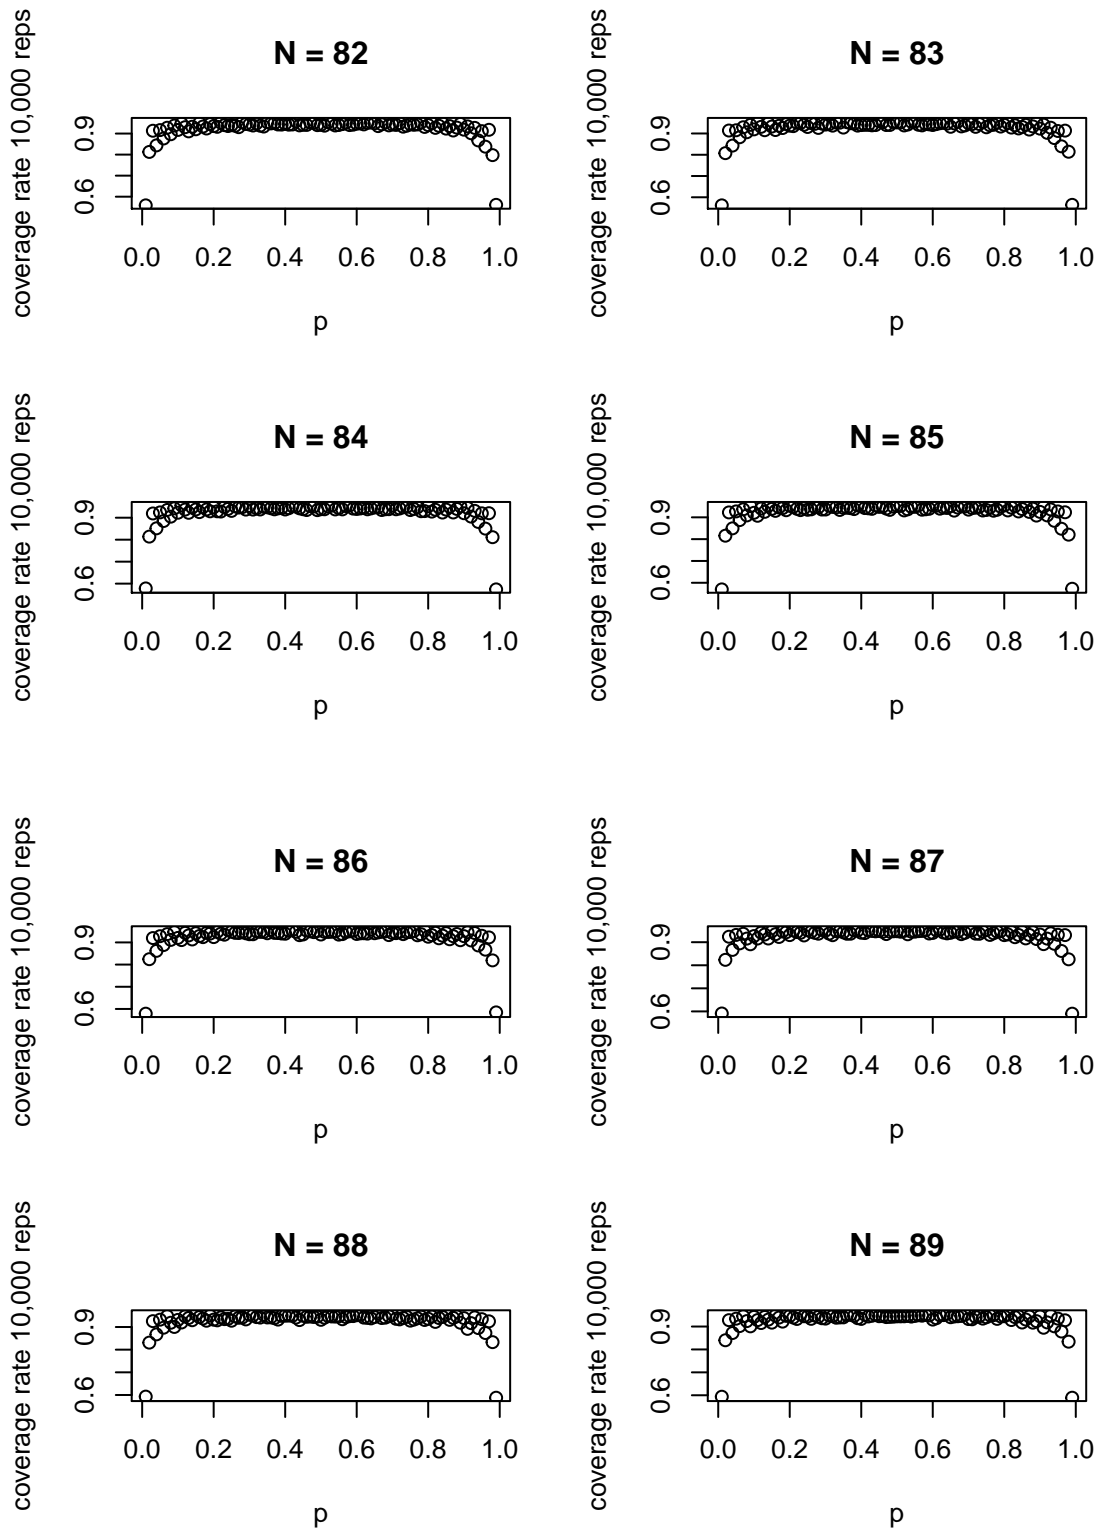 N = 82
coverage rate 10,000 reps
0.9
0.6
0.0 0.2 0.4 0.6 0.8 1.0
p
N = 83
coverage rate 10,000 reps
0.9
0.6
0.0 0.2 0.4 0.6 0.8 1.0
p
N = 84
coverage rate 10,000 reps
0.9
0.6
0.0 0.2 0.4 0.6 0.8 1.0
p
N = 85
coverage rate 10,000 reps
0.9
0.6
0.0 0.2 0.4 0.6 0.8 1.0
p
N = 86
coverage rate 10,000 reps
0.9
0.6
0.0 0.2 0.4 0.6 0.8 1.0
p
N = 87
coverage rate 10,000 reps
0.9
0.6
0.0 0.2 0.4 0.6 0.8 1.0
p
N = 88
coverage rate 10,000 reps
0.9
0.6
0.0 0.2 0.4 0.6 0.8 1.0
p
N = 89
coverage rate 10,000 reps
0.9
0.6
0.0 0.2 0.4 0.6 0.8 1.0
p